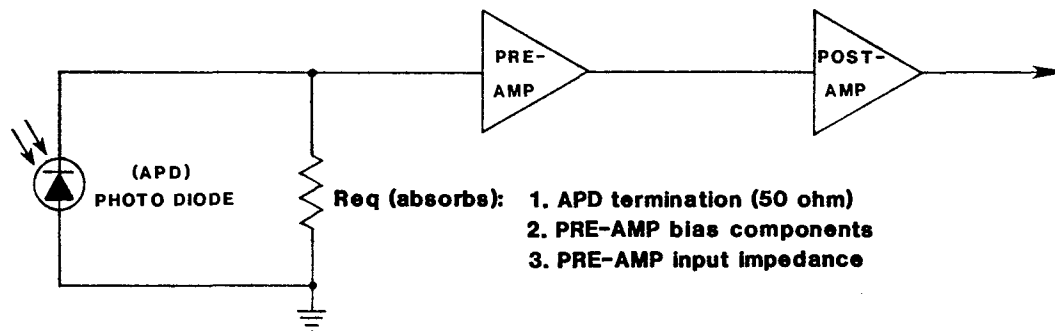 PRE-
AMP
POST-
AMP
(APD)
PHOTO DIODE
Req (absorbs): 1. APD termination (50 ohm)
2. PRE-AMP bias components
3. PRE-AMP input impedance